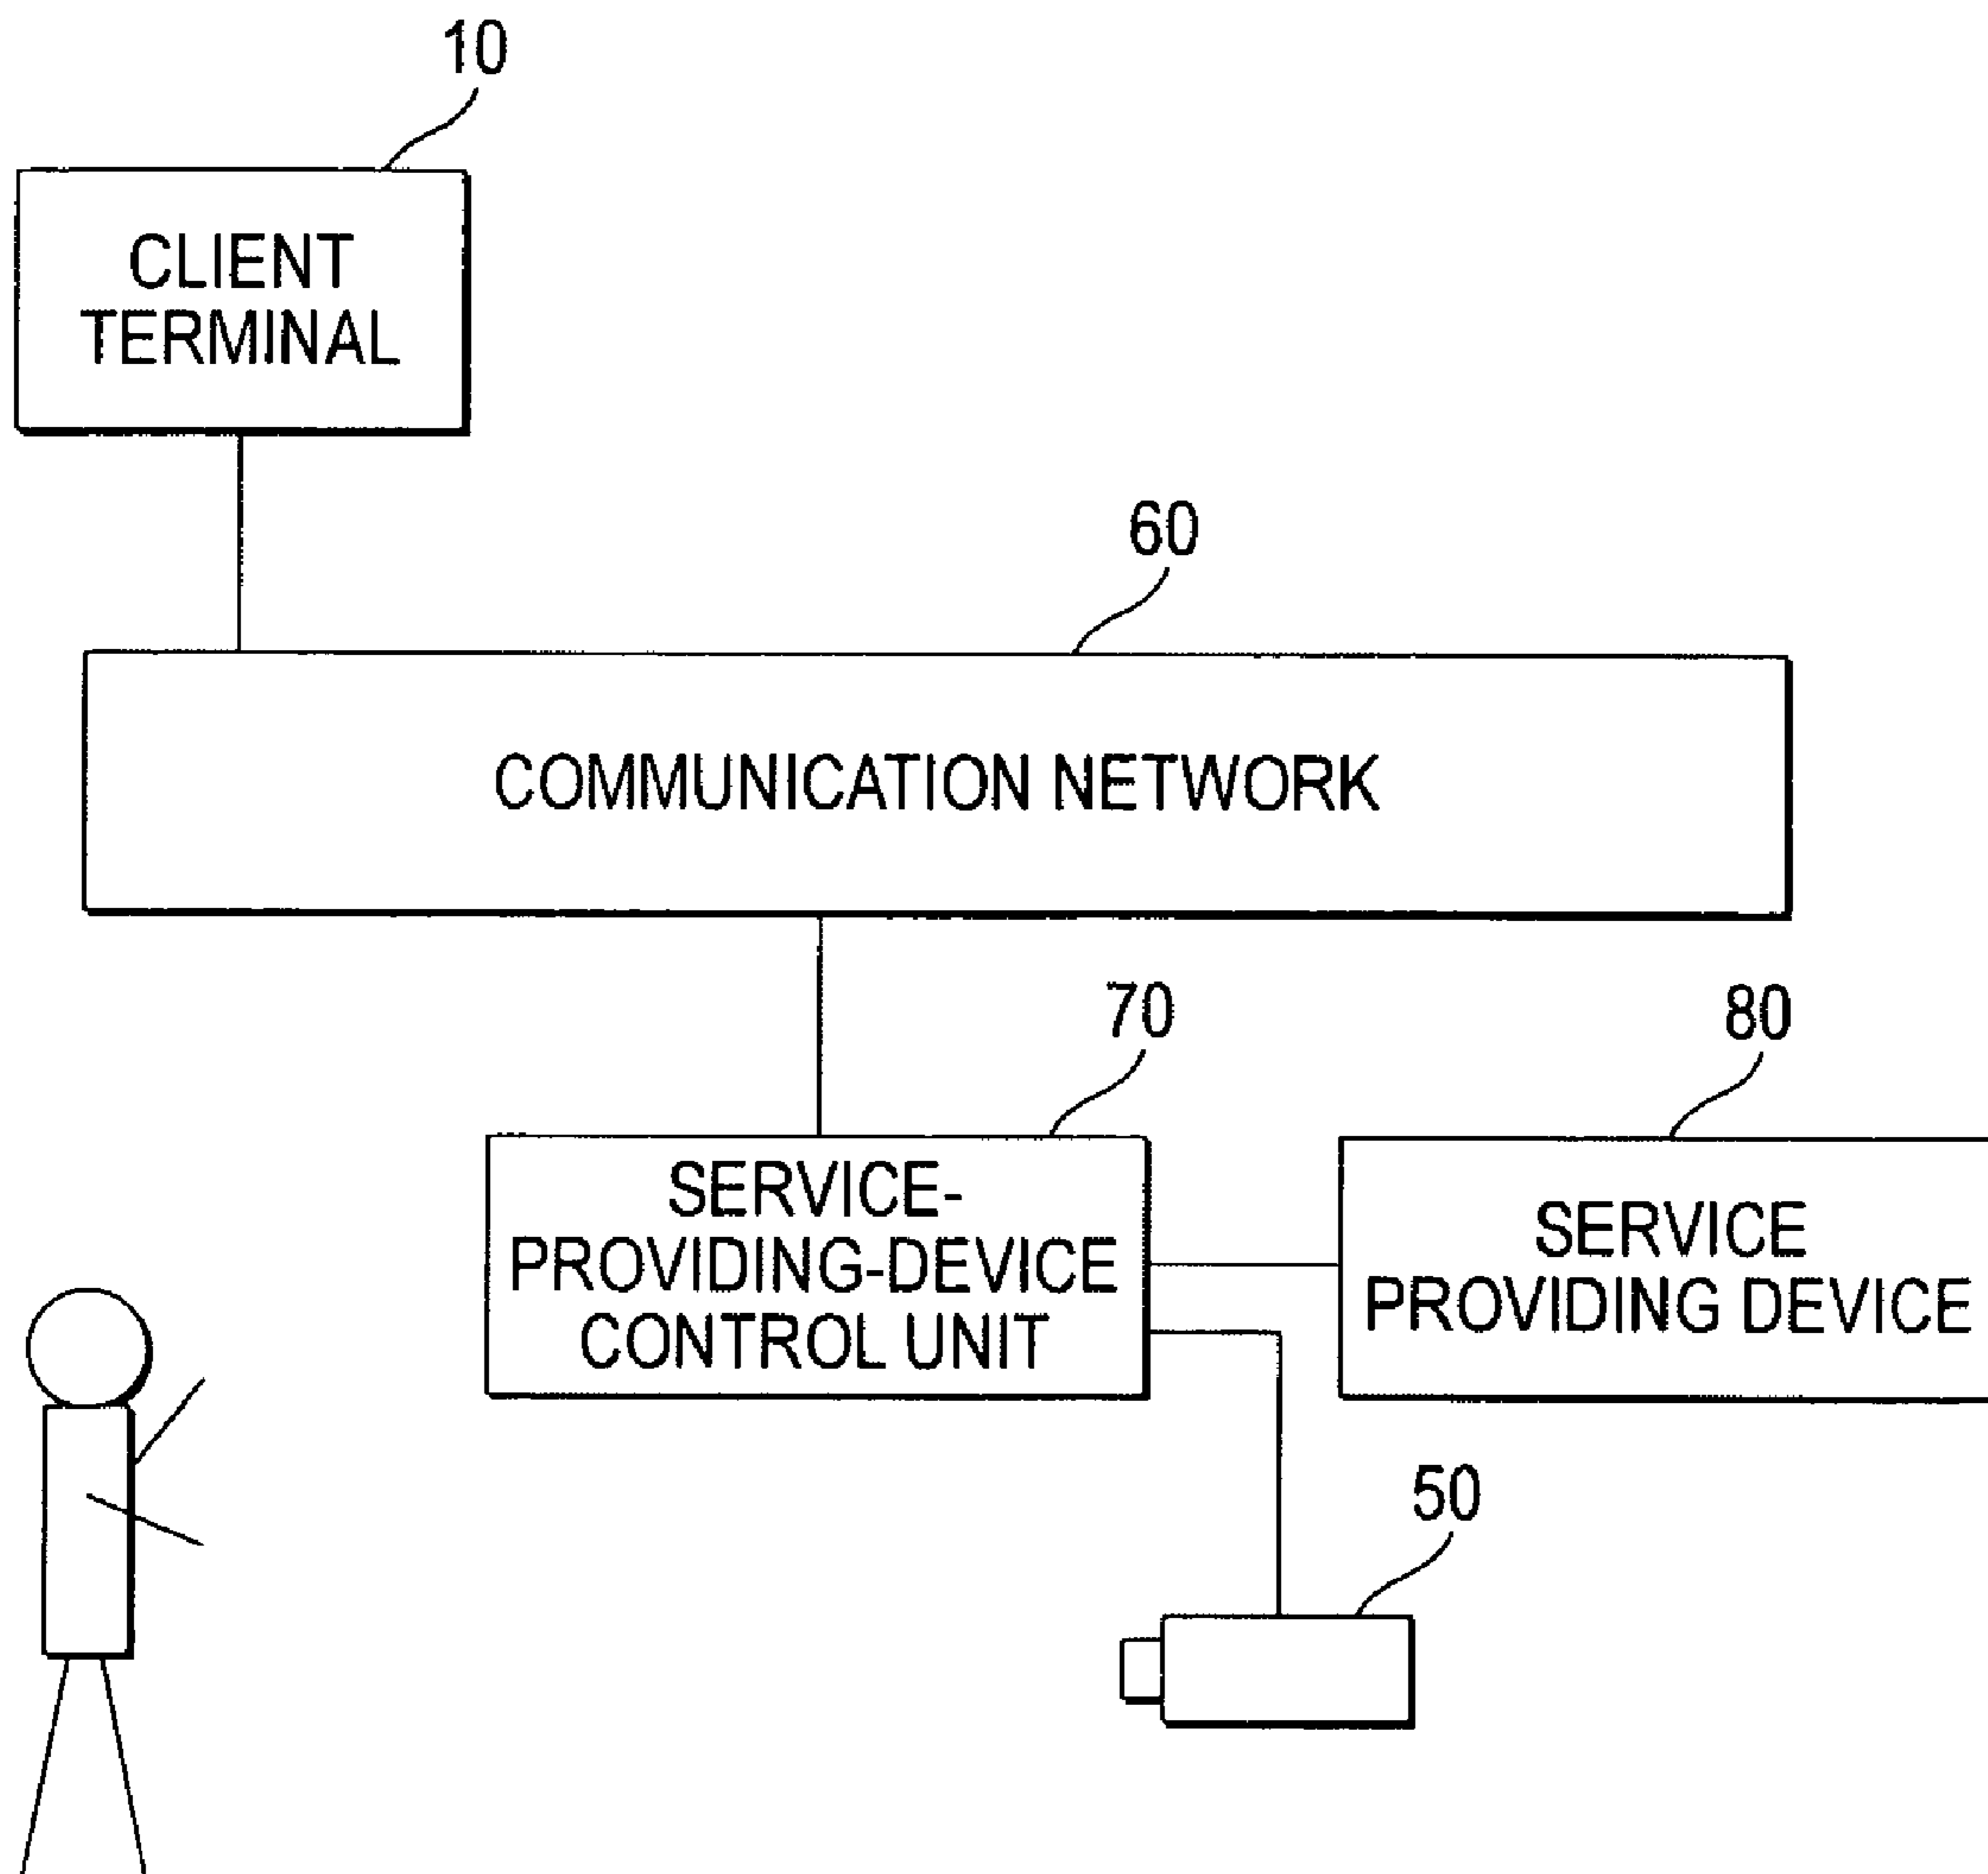 10
CLIENT
TERMINAL
60
COMMUNICATION NETWORK
70
80
SERVICE-
PROVIDING-DEVICE
CONTROL UNIT
SERVICE
PROVIDING DEVICE
50